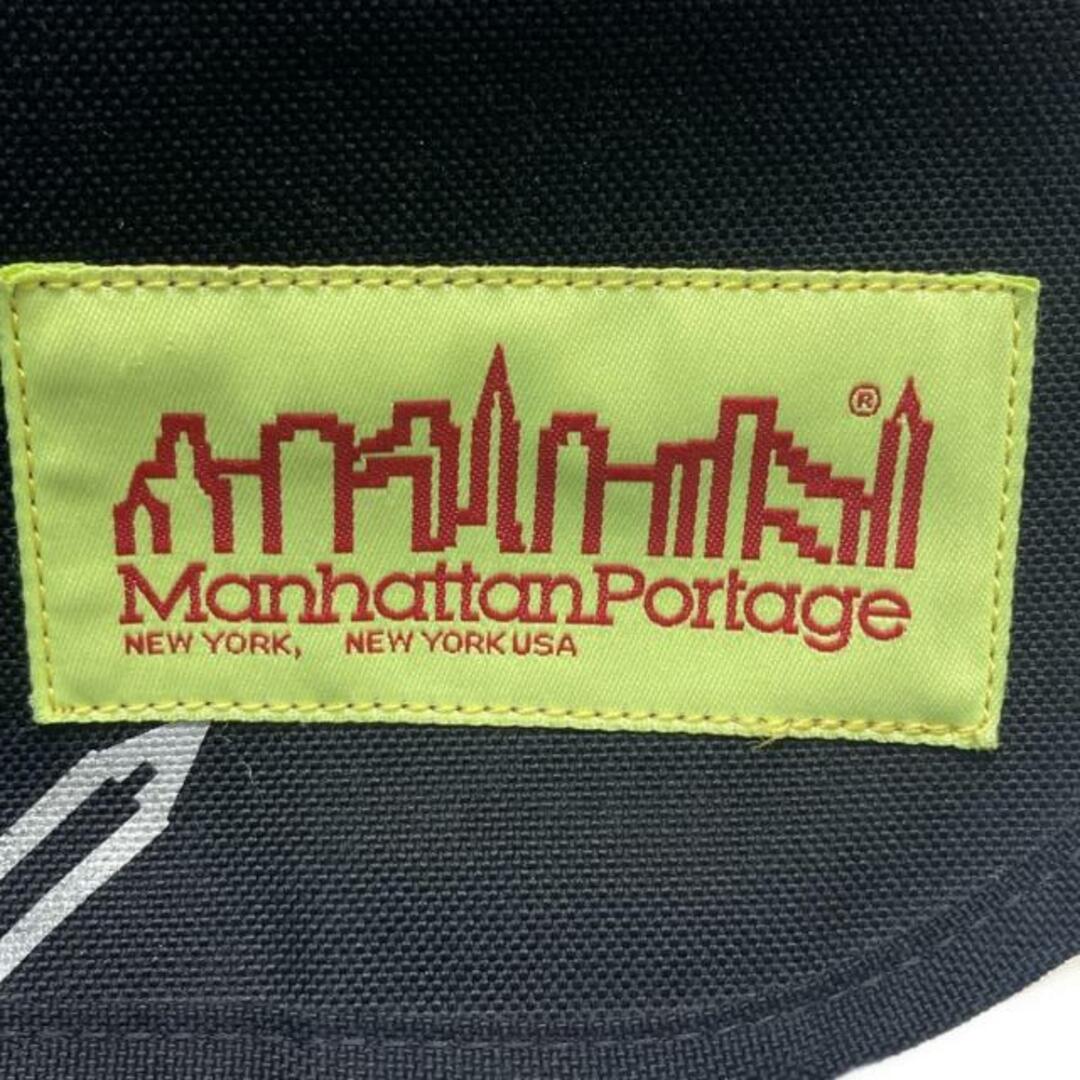 ®
ManhattanPortage
NEW YORK, NEW YORK USA